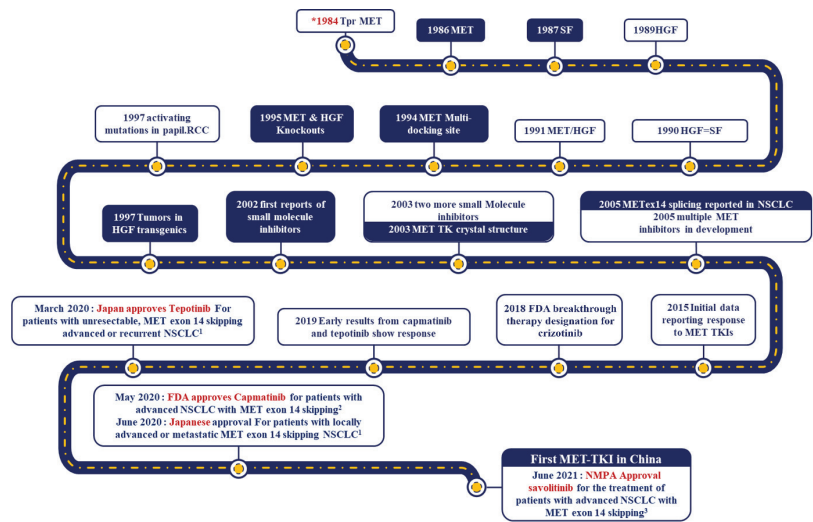 *1984 Tpr MET
1986 MET
1987 SF
1989HGF
1997 activating
mutations in papil.RCC
1995 MET & HGF
Knockouts
1994 MET Multi-
docking site
1991 MET/HGF
1990 HGF=SF
1997 Tumors in
HGF transgenics
2002 first reports of
small molecule
inhibitors
2003 two more small Molecule
inhibitors
2003 MET TK crystal structure
2005 METex14 splicing reported in NSCLC
2005 multiple MET
inhibitors in development
March 2020 : Japan approves Tepotinib For
patients with unresectable, MET exon 14 skipping
advanced or recurrent NSCLC¹
2019 Early results from capmatinib
and tepotinib show response
2018 FDA breakthrough
therapy designation for
crizotinib
2015 Initial data
reporting response
to MET TKIs
May 2020 : FDA approves Capmatinib for patients with
advanced NSCLC with MET exon 14 skipping²
June 2020 : Japanese approval For patients with locally
advanced or metastatic MET exon 14 skipping NSCLC¹
First MET-TKI in China
June 2021 : NMPA Approval
savolitinib for the treatment of
patients with advanced NSCLC with
MET exon 14 skipping³